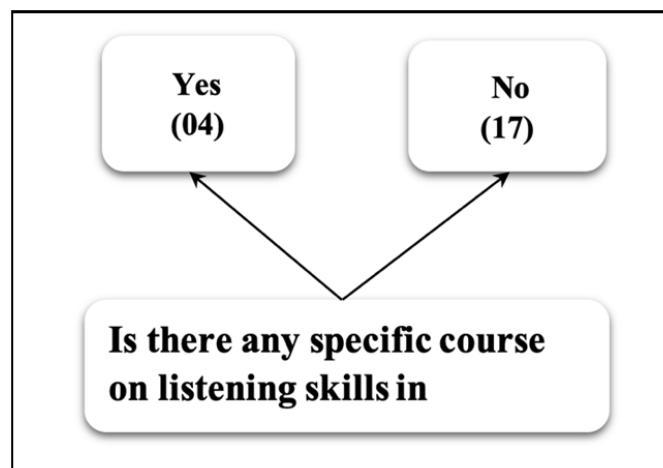 Yes
(04)
No
(17)
Is there any specific course
on listening skills in